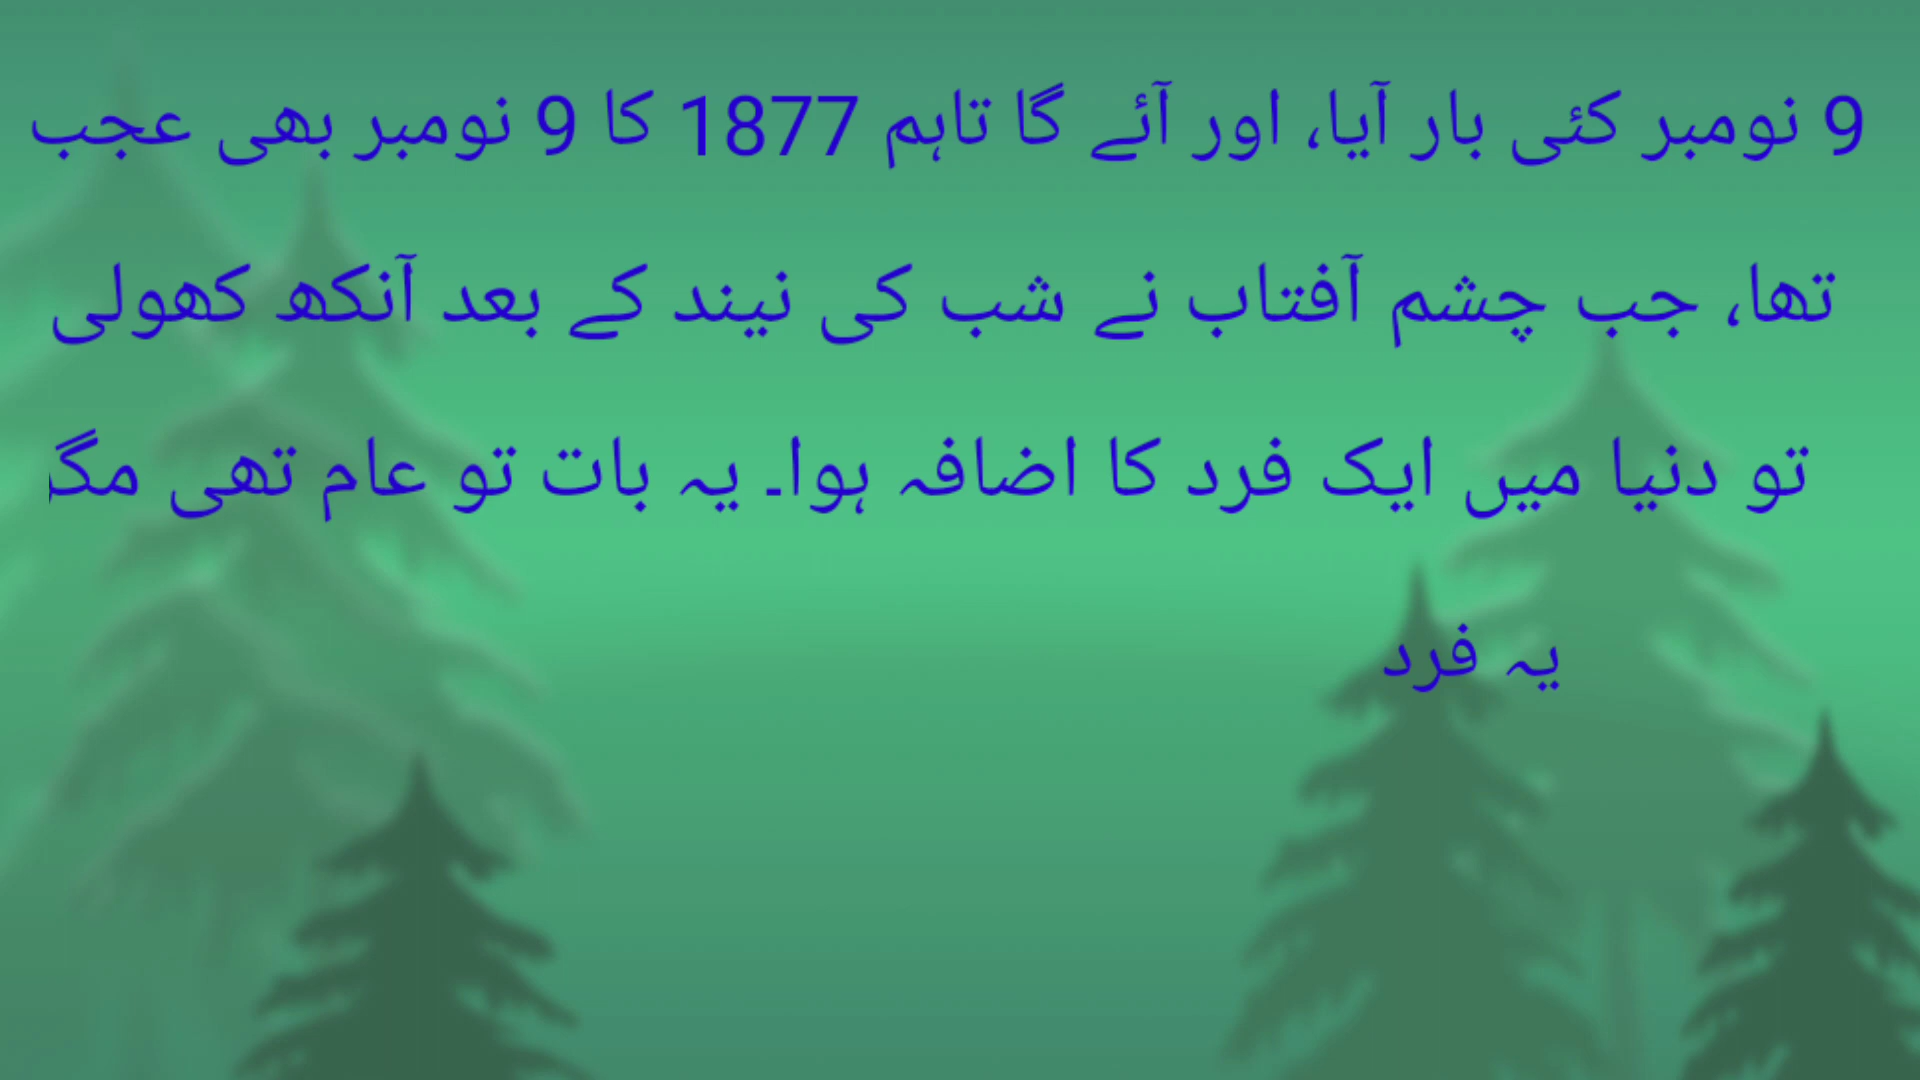 9 نومبر کئی بار آیا، اور آئے گا تاہم 1877 کا 9 نومبر بھی عجب
تھا، جب چشم آفتاب نے شب کی نیند کے بعد آنکھ کھولی
تو دنیا میں ایک فرد کا اضافہ ہوا۔ یہ بات تو عام تھی مگر
یہ فرد